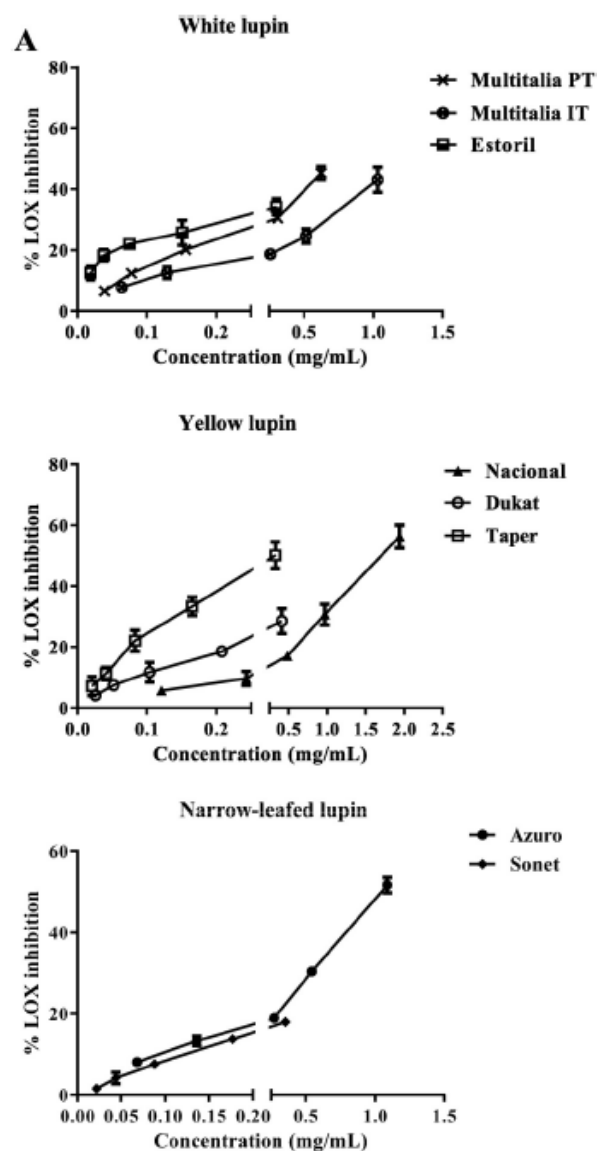 White lupin
A
Multitalia PT
Multitalia IT
Estoril
% LOX inhibition
80
60
40
20
0
0.0 0.1 0.2 0.5 1.0 1.5
Concentration (mg/mL)
Yellow lupin
Nacional
Dukat
Taper
% LOX inhibition
80
60
40
20
0
0.0 0.1 0.2 0.5 1.0 1.5 2.0 2.5
Concentration (mg/mL)
Narrow-leafed lupin
Azuro
Sonet
% LOX inhibition
60
40
20
0
0.00 0.05 0.10 0.15 0.20 0.5 1.0 1.5
Concentration (mg/mL)